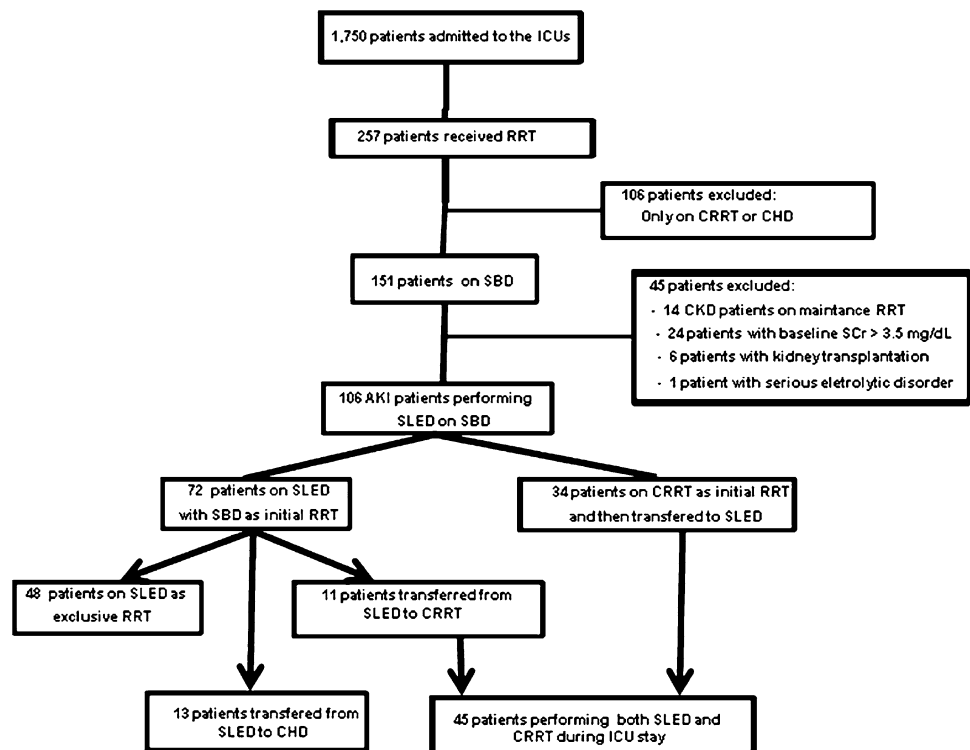 1,750 patients admitted to the ICUs
257 patients received RRT
106 patients excluded:
Only on CRRT or CHD
151 patients on SBD
45 patients excluded:
- 14 CKD patients on maintance RRT
- 24 patients with baseline SCr > 3.5 mg/dL
- 6 patients with kidney transplantation
- 1 patient with serious eletrolytic disorder
106 AKI patients performing
SLED on SBD
72 patients on SLED
with SBD as initial RRT
34 patients on CRRT as initial RRT
and then transfered to SLED
48 patients on SLED as
exclusive RRT
11 patients transferred from
SLED to CRRT
13 patients transfered from
SLED to CHD
45 patients performing both SLED and
CRRT during ICU stay